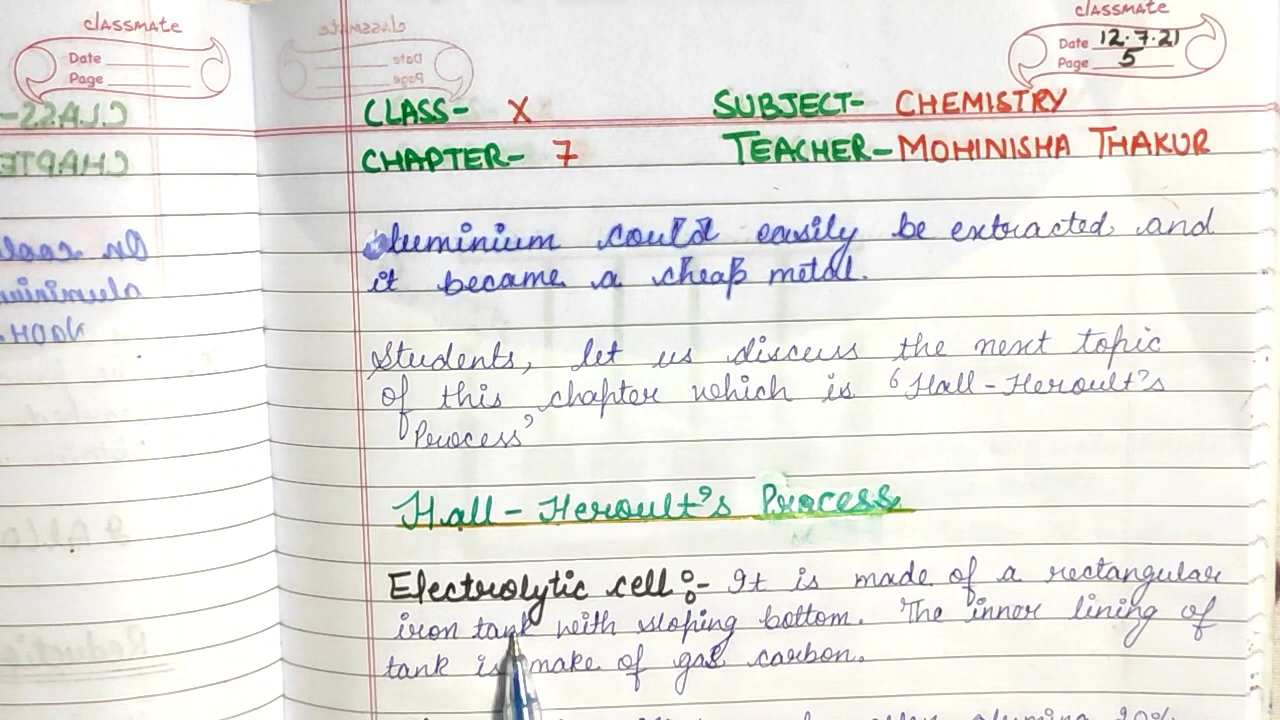 classmate
Date
Page
classmate
Date 12.7.21
Page 5
CLASS- X SUBJECT- CHEMISTRY
CHAPTER- 7 TEACHER- MOHINISHA THAKUR
aluminium could easily be extracted, and
it became a cheap metal.
Students, let us discuss the next topic
of this chapter which is 'Hall-Heroult's
Process'
Hall-Heroult's Process
Electrolytic cell:- It is made of a rectangular
iron tank with sloping bottom. The inner lining of
tank is make of gas carbon.